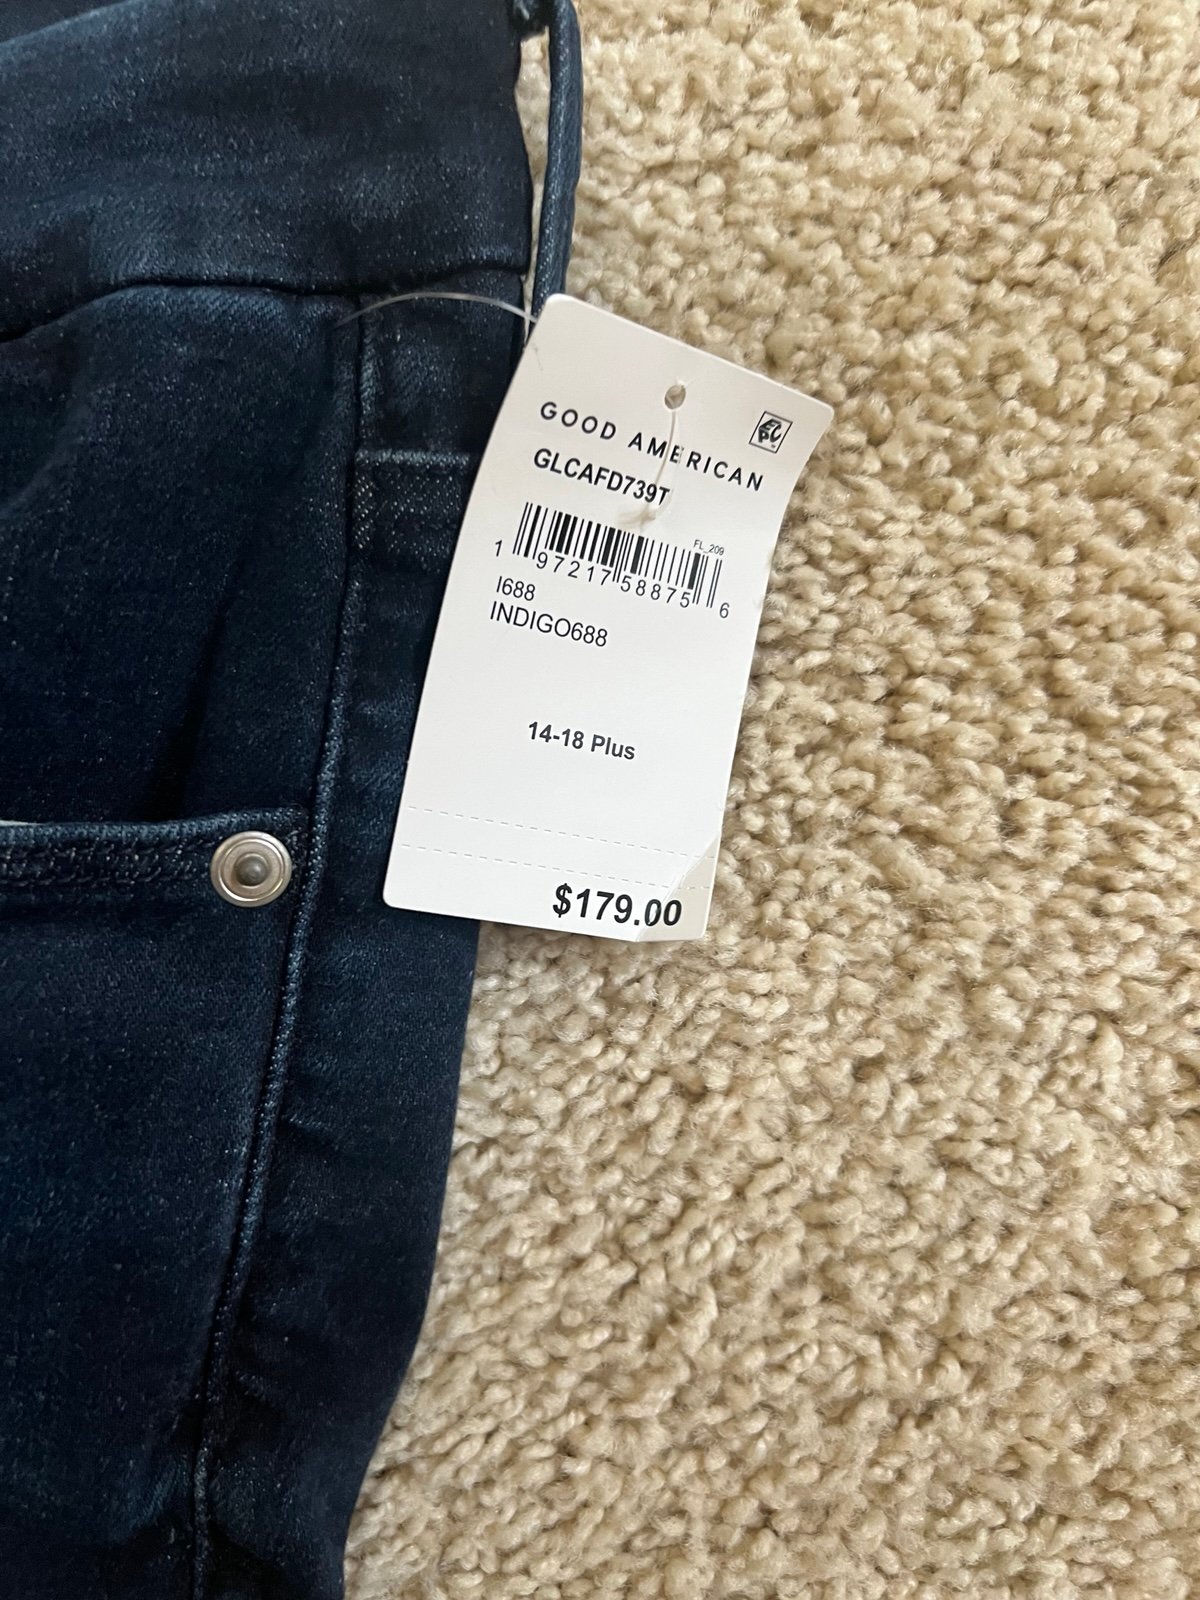 GOOD AMERICAN
GLCAFD739T
FL_209
1 97217 58875 6
I688
INDIGO688
14-18 Plus
$179.00